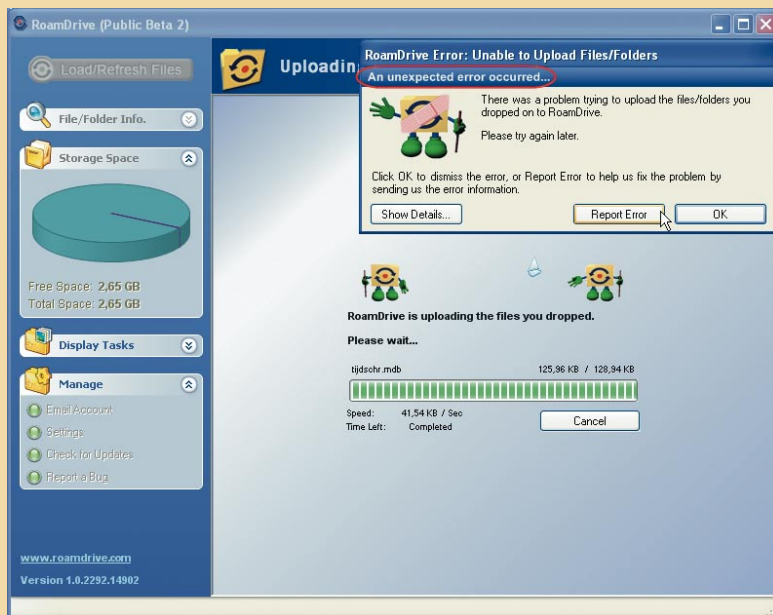 RoamDrive (Public Beta 2)
Load/Refresh Files
File/Folder Info.
Storage Space
Free Space: 2,65 GB
Total Space: 2,65 GB
Display Tasks
Manage
Email Account
Settings
Check for Updates
Report a Bug
www.roamdrive.com
Version 1.0.2292.14902
Uploadin
RoamDrive Error: Unable to Upload Files/Folders
An unexpected error occurred...
There was a problem trying to upload the files/folders you
dropped on to RoamDrive.
Please try again later.
Click OK to dismiss the error, or Report Error to help us fix the problem by
sending us the error information.
Show Details... Report Error OK
RoamDrive is uploading the files you dropped.
Please wait...
tijdschr.mdb 125,96 KB / 128,94 KB
Speed: 41,54 KB / Sec
Time Left: Completed
Cancel